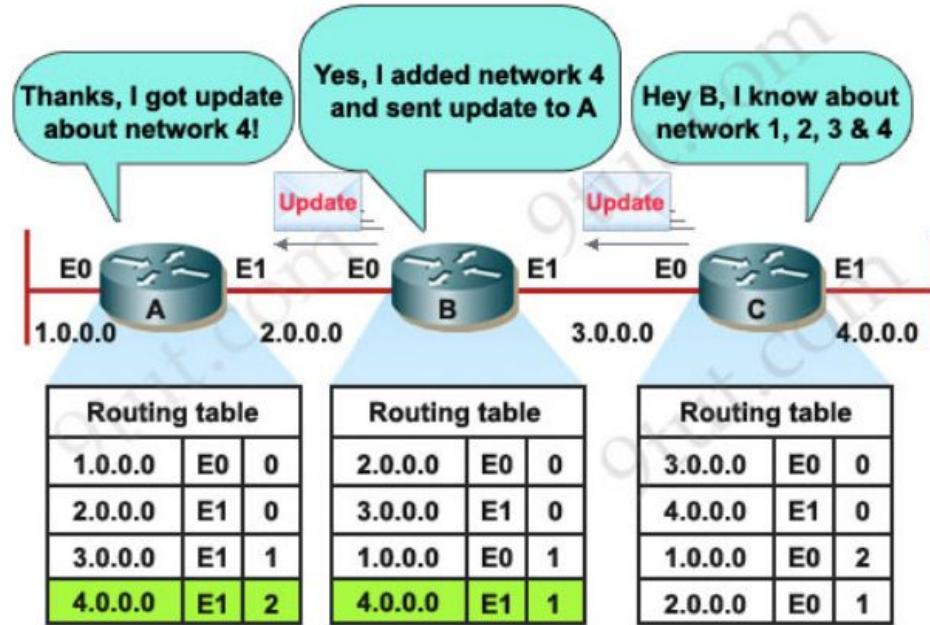 Thanks, I got update
about network 4!
Yes, I added network 4
and sent update to A
Hey B, I know about
network 1, 2, 3 & 4
Update
Update
E0
E1
E0
E1
E0
E1
A
B
C
1.0.0.0
2.0.0.0
3.0.0.0
4.0.0.0
Routing table
1.0.0.0 E0 0
2.0.0.0 E1 0
3.0.0.0 E1 1
4.0.0.0 E1 2
Routing table
2.0.0.0 E0 0
3.0.0.0 E1 0
1.0.0.0 E0 1
4.0.0.0 E1 1
Routing table
3.0.0.0 E0 0
4.0.0.0 E1 0
1.0.0.0 E0 2
2.0.0.0 E0 1
9tut.com
9tut.com
9tut.com